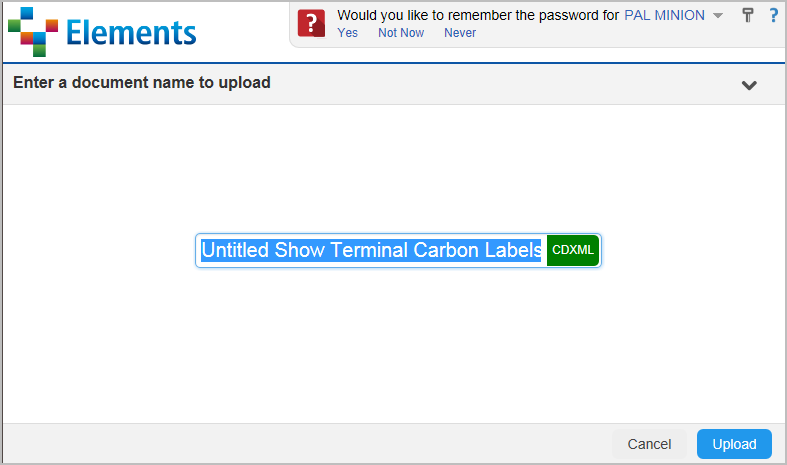 Elements
Would you like to remember the password for PAL MINION
Yes Not Now Never
?
Enter a document name to upload
Untitled Show Terminal Carbon Labels CDXML
Cancel Upload